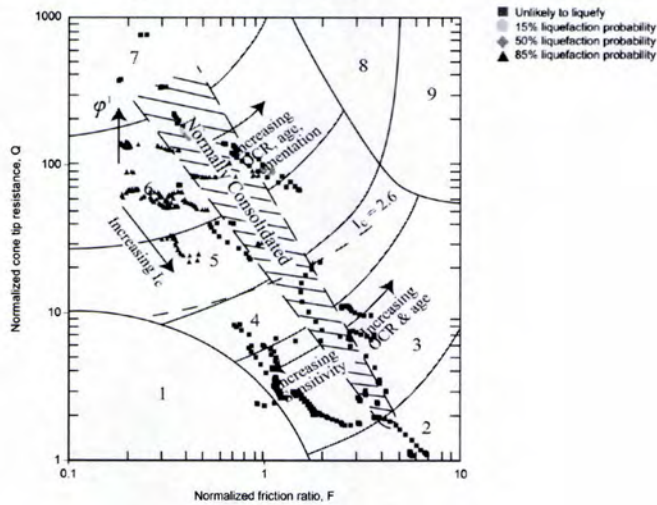 Unlikely to liquefy
15% liquefaction probability
50% liquefaction probability
85% liquefaction probability
1000
100
10
1
0.1
1
10
Normalized cone tip resistance, Q
Normalized friction ratio, F
7
8
9
φ'
Increasing
OCR, age,
cementation
Normally Consolidated
6
Increasing Ic
5
Ic = 2.6
4
Increasing
OCR & age
3
Increasing
sensitivity
1
2